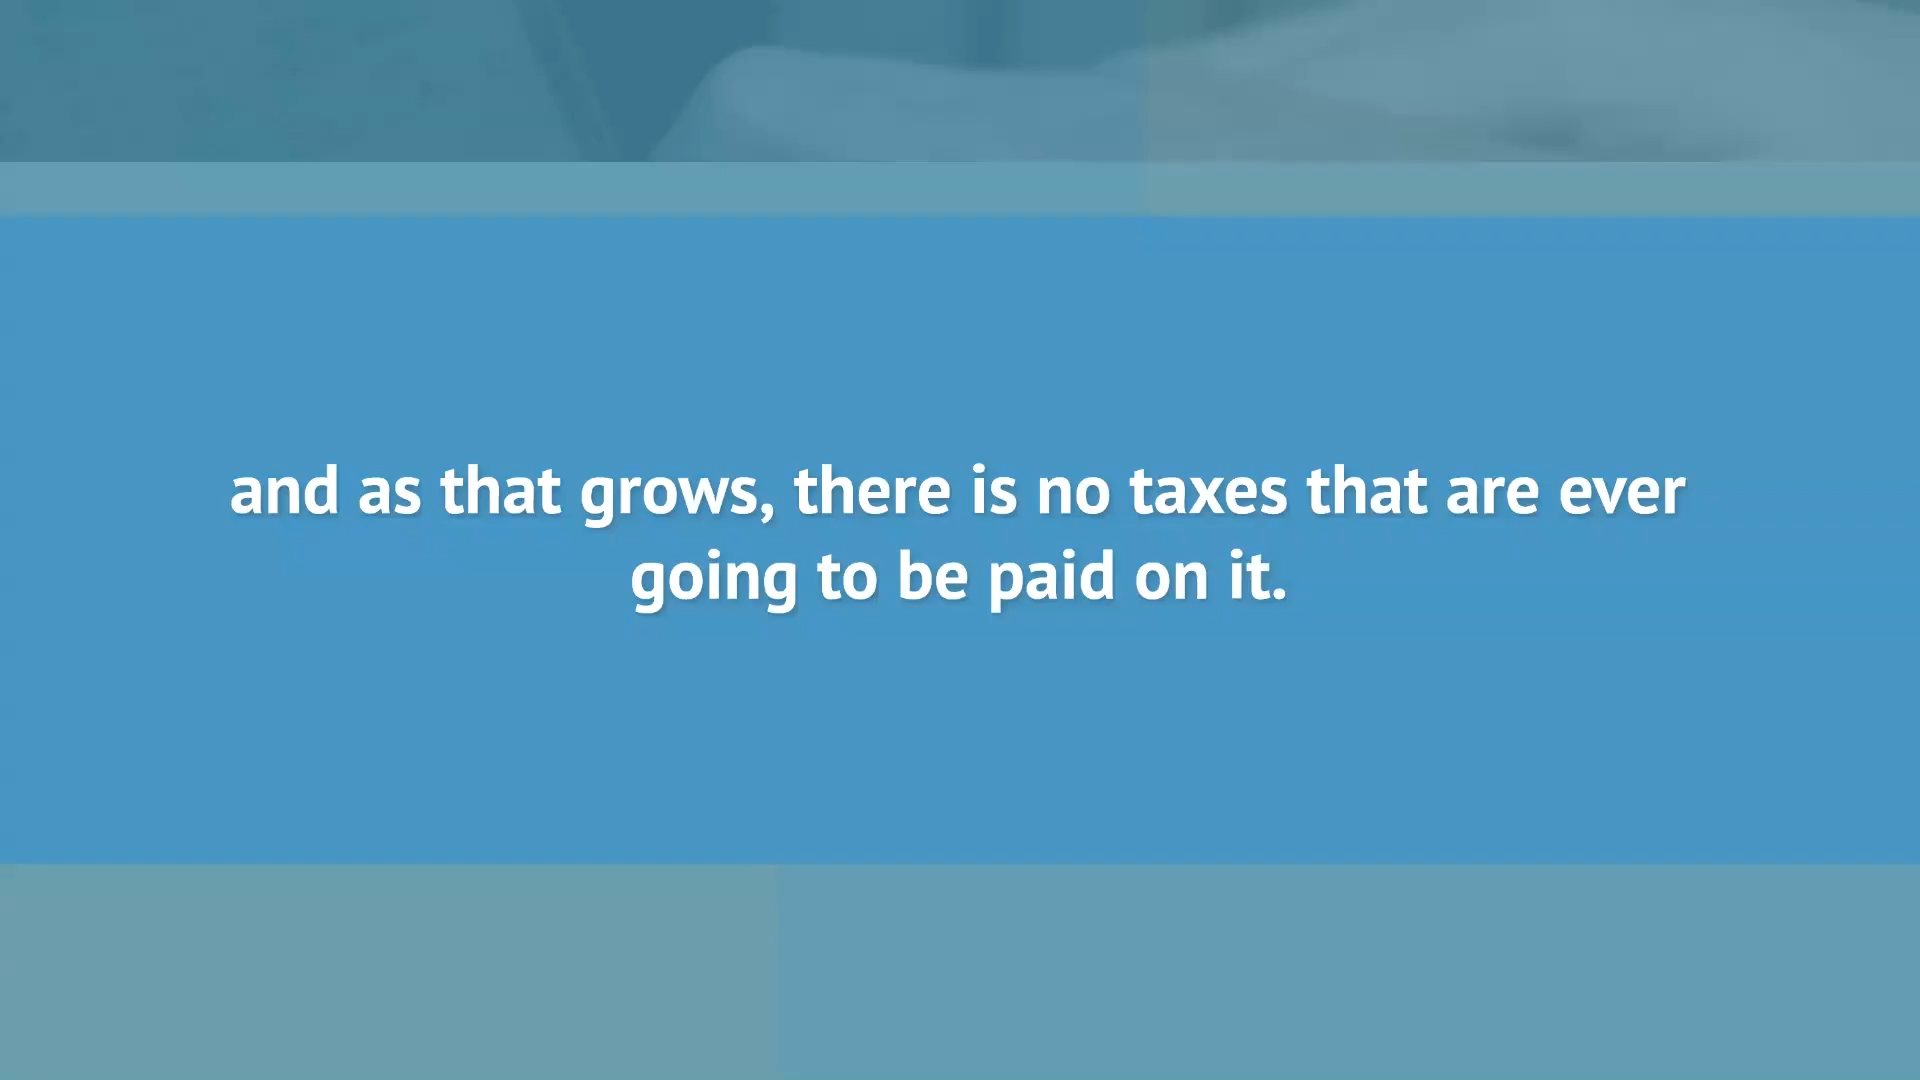 and as that grows, there is no taxes that are ever
going to be paid on it.